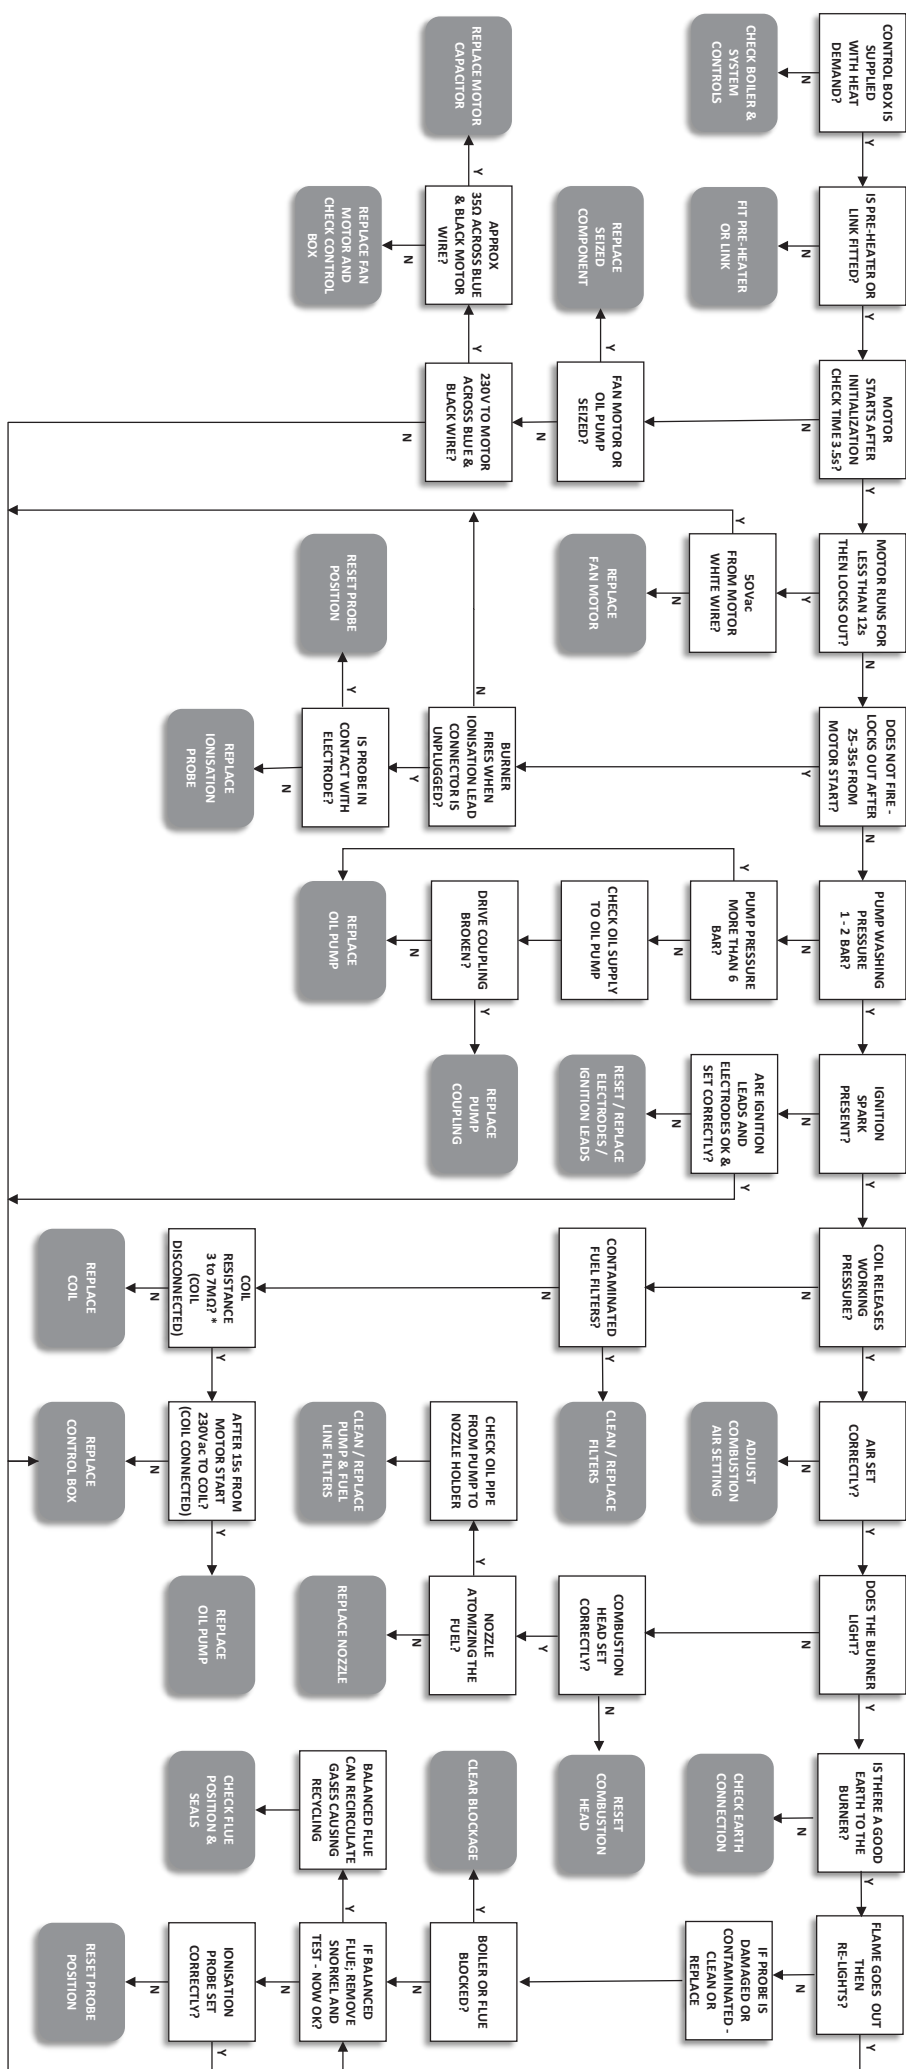 CONTROL BOX IS
SUPPLIED
WITH HEAT
DEMAND?
Y
N
CHECK BOILER &
SYSTEM
CONTROLS
IS PRE-HEATER OR
LINK FITTED?
Y
N
FIT PRE-HEATER
OR LINK
MOTOR
STARTS AFTER
INITIALIZATION
CHECK TIME 3.5s?
Y
N
FAN MOTOR OR
OIL PUMP
SEIZED?
Y
N
REPLACE
SEIZED
COMPONENT
230V TO MOTOR
ACROSS BLUE &
BLACK WIRE?
Y
N
APPROX
35Ω ACROSS BLUE
& BLACK MOTOR
WIRE?
Y
N
REPLACE MOTOR
CAPACITOR
REPLACE FAN
MOTOR AND
CHECK CONTROL
BOX
MOTOR RUNS FOR
LESS THAN 12s
THEN LOCKS OUT?
N
Y
50Vac
FROM MOTOR
WHITE WIRE?
Y
N
REPLACE
FAN MOTOR
DOES NOT FIRE -
LOCKS OUT AFTER
25-35s FROM
MOTOR START?
N
Y
BURNER
FIRES WHEN
IONISATION LEAD
CONNECTOR IS
UNPLUGGED?
N
Y
IS PROBE IN
CONTACT WITH
ELECTRODE?
Y
N
RESET PROBE
POSITION
REPLACE
IONISATION
PROBE
PUMP WASHING
PRESSURE
1 - 2 BAR?
Y
N
PUMP PRESSURE
MORE THAN 6
BAR?
Y
N
CHECK OIL SUPPLY
TO OIL PUMP
DRIVE COUPLING
BROKEN?
Y
N
REPLACE
OIL PUMP
REPLACE
PUMP
COUPLING
IGNITION
SPARK
PRESENT?
Y
N
ARE IGNITION
LEADS AND
ELECTRODES OK &
SET CORRECTLY?
Y
N
RESET / REPLACE
ELECTRODES /
IGNITION LEADS
COIL RELEASES
WORKING
PRESSURE?
Y
N
CONTAMINATED
FUEL FILTERS?
Y
N
CLEAN / REPLACE
FILTERS
COIL
RESISTANCE
3 to 7MΩ? *
(COIL
DISCONNECTED)
Y
N
REPLACE
COIL
AFTER 15s FROM
MOTOR START
230Vac TO COIL?
(COIL CONNECTED)
Y
N
REPLACE
CONTROL BOX
REPLACE
OIL PUMP
AIR SET
CORRECTLY?
Y
N
ADJUST
COMBUSTION
AIR SETTING
DOES THE BURNER
LIGHT?
Y
N
COMBUSTION
HEAD SET
CORRECTLY?
N
Y
RESET
COMBUSTION
HEAD
NOZZLE
ATOMIZING THE
FUEL?
Y
N
CHECK OIL PIPE
FROM PUMP TO
NOZZLE HOLDER
CLEAN / REPLACE
PUMP & FUEL
LINE FILTERS
REPLACE NOZZLE
IS THERE A GOOD
EARTH TO THE
BURNER?
Y
N
CHECK EARTH
CONNECTION
FLAME GOES OUT
THEN
RE-LIGHTS?
Y
N
IF PROBE IS
DAMAGED OR
CONTAMINATED -
CLEAN OR
REPLACE
BOILER OR FLUE
BLOCKED?
Y
N
CLEAR BLOCKAGE
IF BALANCED
FLUE; REMOVE
SNORKEL AND
TEST - NOW OK?
Y
N
BALANCED FLUE
CAN RECIRCULATE
GASES CAUSING
RECYCLING
CHECK FLUE
POSITION &
SEALS
IONISATION
PROBE SET
CORRECTLY?
Y
N
RESET PROBE
POSITION